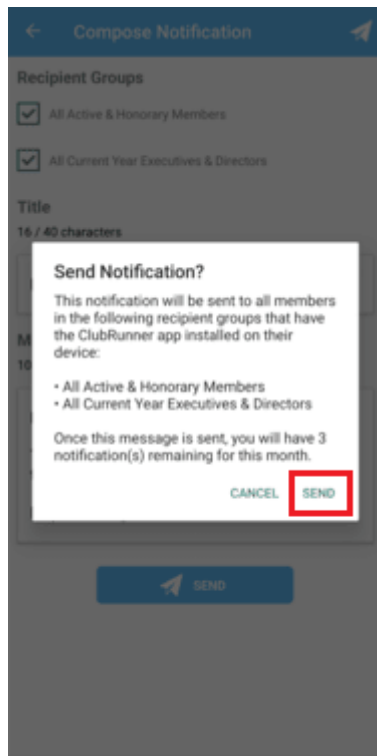 Compose Notification
Recipient Groups
All Active & Honorary Members
All Current Year Executives & Directors
Title
16 / 40 characters
Send Notification?
This notification will be sent to all members
in the following recipient groups that have
the ClubRunner app installed on their
device:
• All Active & Honorary Members
• All Current Year Executives & Directors
Once this message is sent, you will have 3
notification(s) remaining for this month.
CANCEL SEND
M
10
SEND